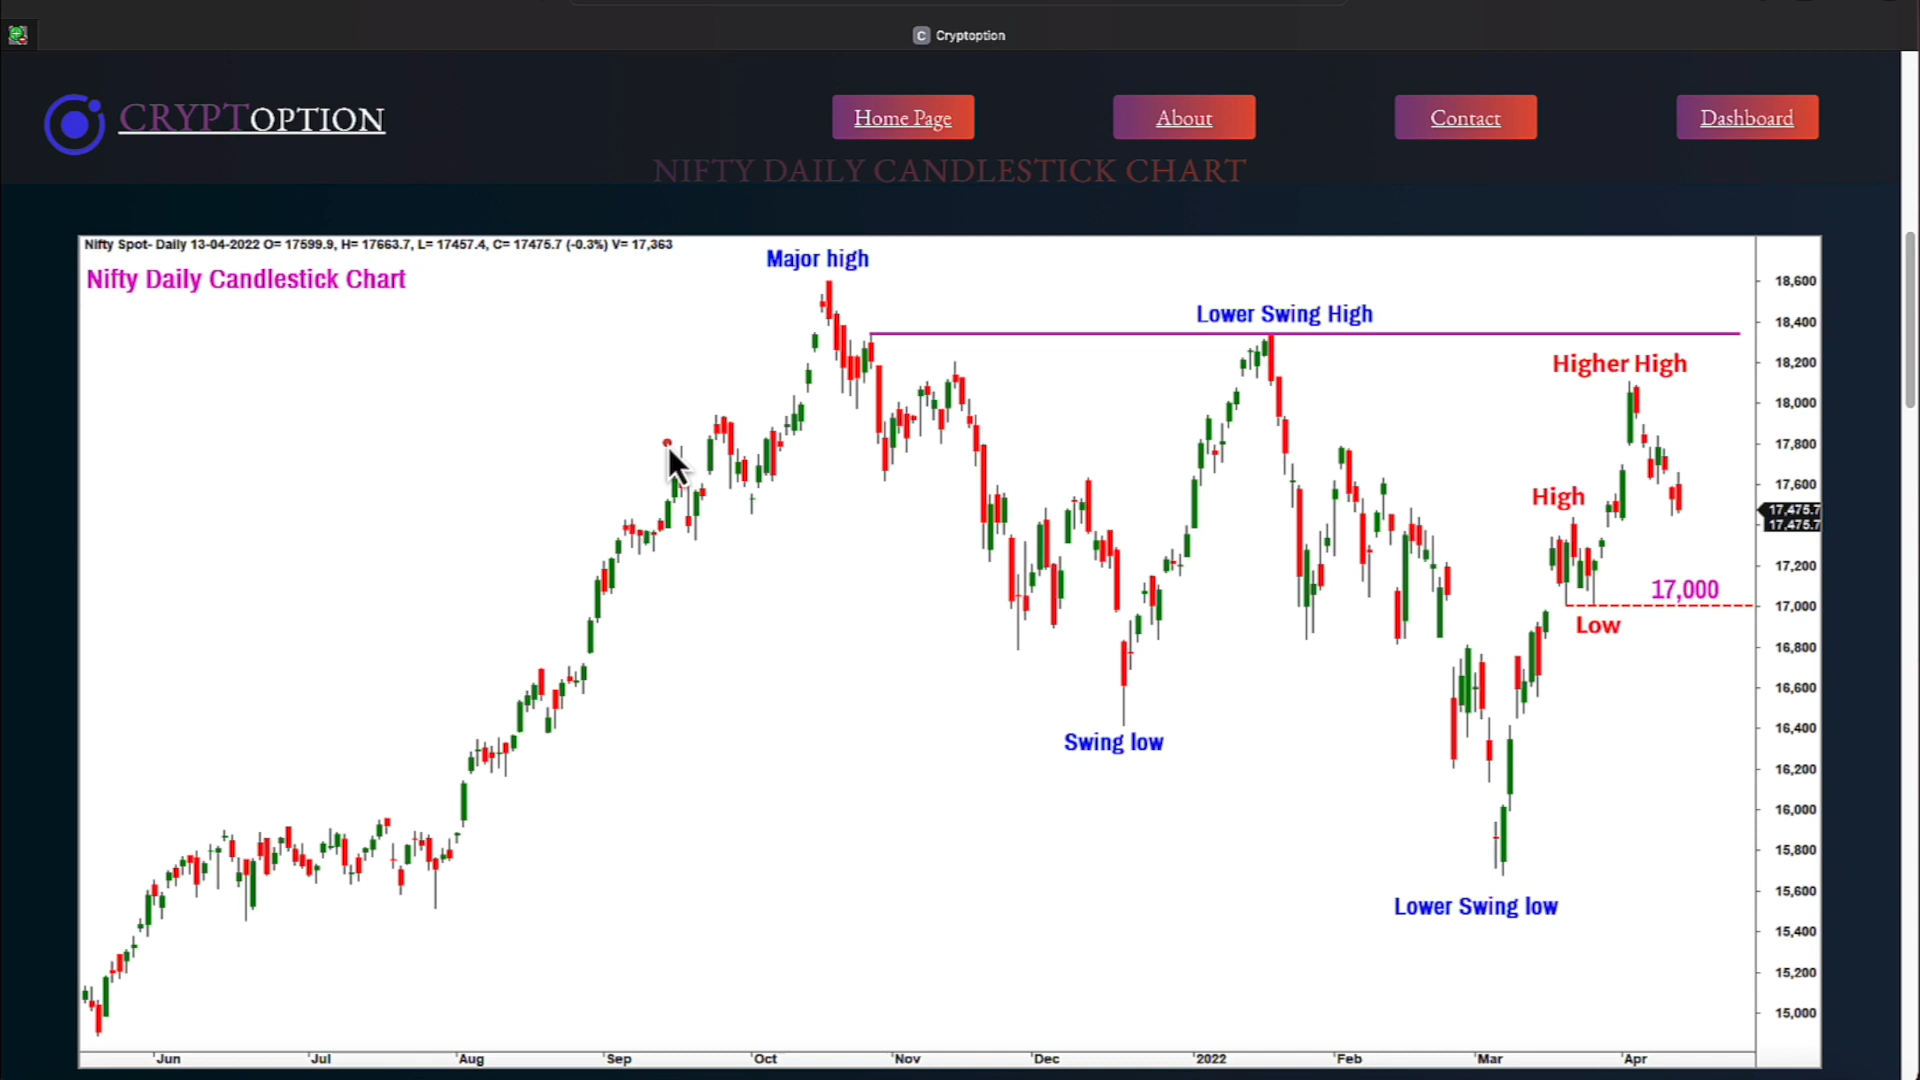 Cryptoption
CRYPTOPTION
Home Page
About
Contact
Dashboard
NIFTY DAILY CANDLESTICK CHART
Nifty Spot- Daily 13-04-2022 O= 17599.9, H= 17663.7, L= 17457.4, C= 17475.7 (-0.3%) V= 17,363
Nifty Daily Candlestick Chart
Major high
Lower Swing High
Higher High
High
17,000
Low
Swing low
Lower Swing low
18,600
18,400
18,200
18,000
17,800
17,600
17,475.7
17,475.7
17,200
17,000
16,800
16,600
16,400
16,200
16,000
15,800
15,600
15,400
15,200
15,000
Jun Jul Aug Sep Oct Nov Dec 2022 Feb Mar Apr